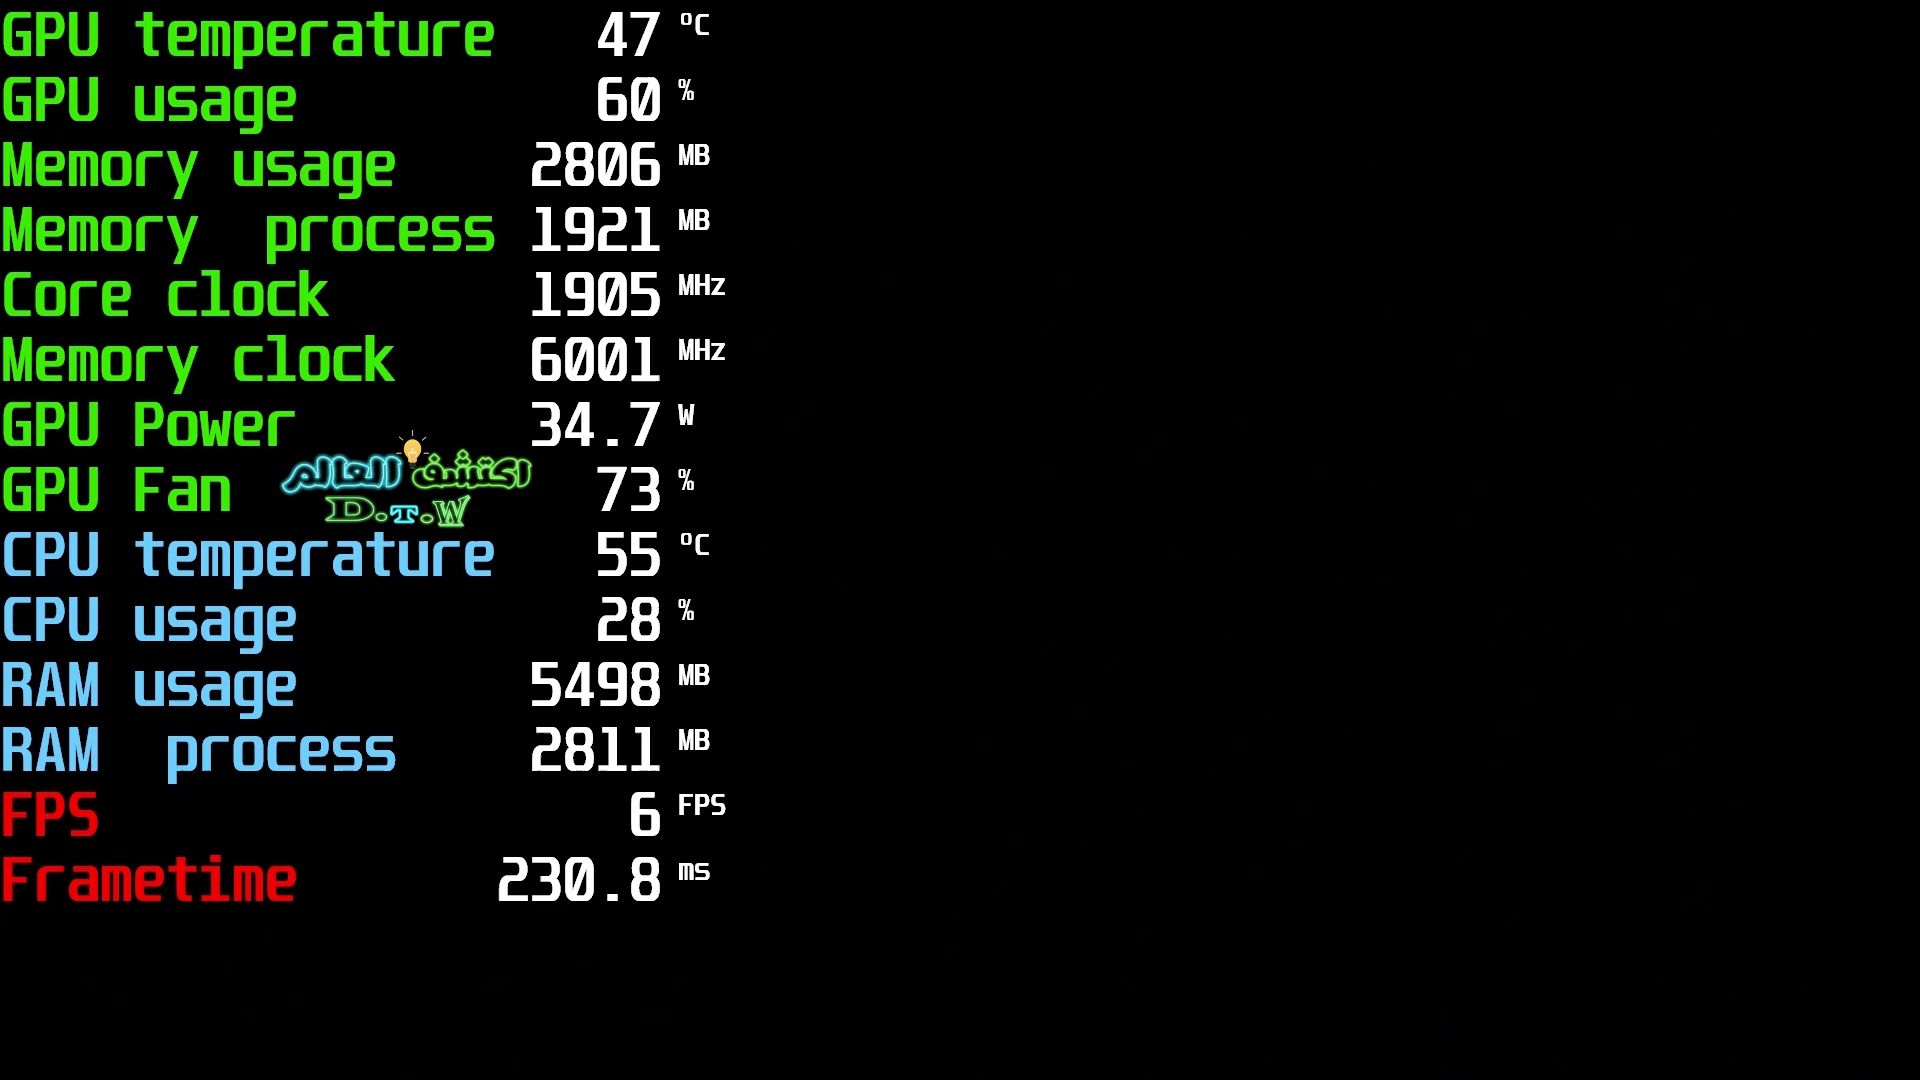 GPU temperature 47 °C
GPU usage 60 %
Memory usage 2806 MB
Memory process 1921 MB
Core clock 1905 MHz
Memory clock 6001 MHz
GPU Power 34.7 W
GPU Fan 73 %
اكتشف العالم
D.T.W
CPU temperature 55 °C
CPU usage 28 %
RAM usage 5498 MB
RAM process 2811 MB
FPS 6 FPS
Frametime 230.8 ms